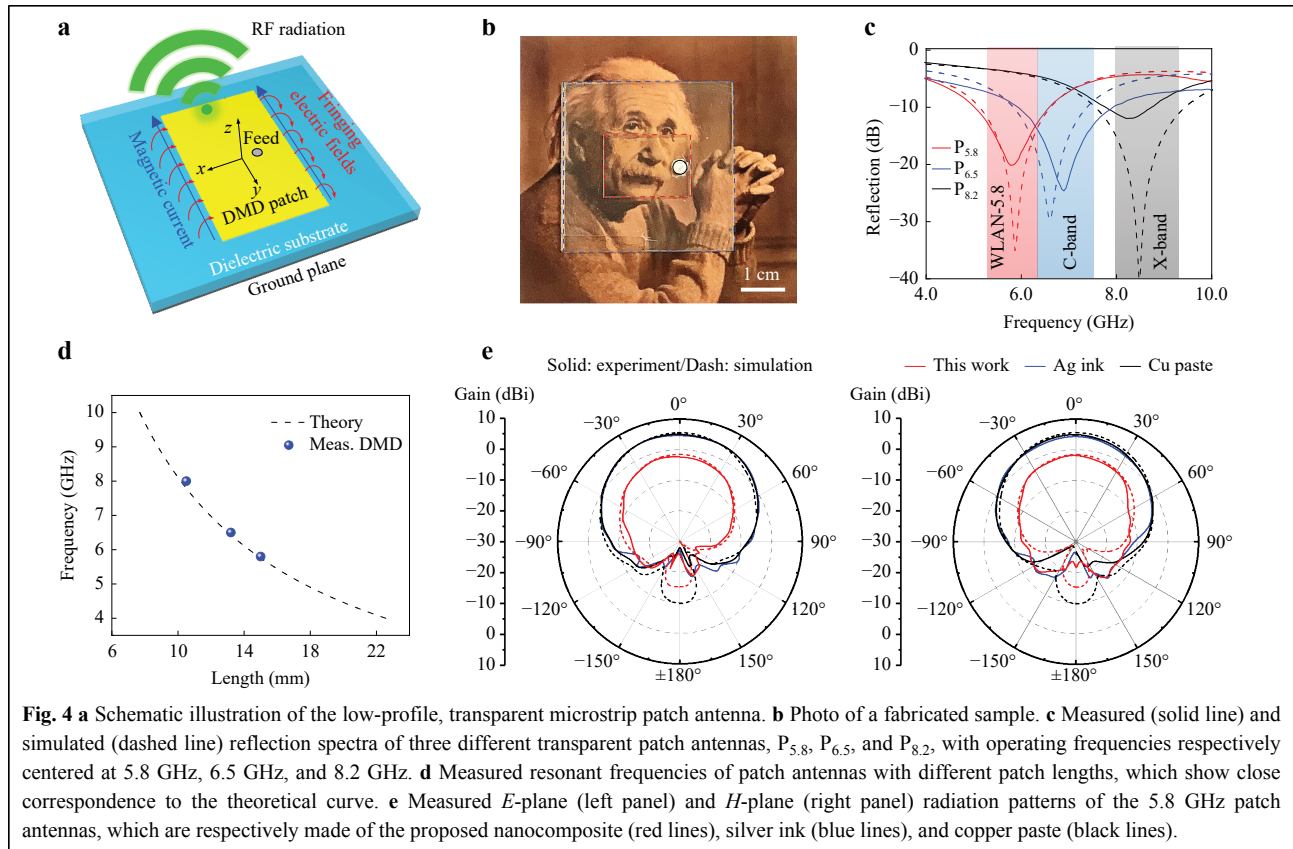 a
RF radiation
Fringing
electric fields
Magnetic current
z
Feed
x
y
DMD patch
Dielectric substrate
Ground plane
b
1 cm
c
0
−10
−20
−30
−40
Reflection (dB)
P5.8
P6.5
P8.2
WLAN-5.8
C-band
X-band
4.0 6.0 8.0 10.0
Frequency (GHz)
d
10
9
8
7
6
5
4
Frequency (GHz)
Theory
Meas. DMD
6 10 14 18 22
Length (mm)
e
Solid: experiment/Dash: simulation
This work Ag ink Cu paste
Gain (dBi)
10
0
−10
−20
−30
−20
−10
0
10
0°
−30° 30°
−60° 60°
−90° 90°
−120° 120°
−150° 150°
±180°
Gain (dBi)
10
0
−10
−20
−30
−20
−10
0
10
0°
−30° 30°
−60° 60°
−90° 90°
−120° 120°
−150° 150°
±180°
Fig. 4 a Schematic illustration of the low-profile, transparent microstrip patch antenna. b Photo of a fabricated sample. c Measured (solid line) and
simulated (dashed line) reflection spectra of three different transparent patch antennas, P5.8, P6.5, and P8.2, with operating frequencies respectively
centered at 5.8 GHz, 6.5 GHz, and 8.2 GHz. d Measured resonant frequencies of patch antennas with different patch lengths, which show close
correspondence to the theoretical curve. e Measured E-plane (left panel) and H-plane (right panel) radiation patterns of the 5.8 GHz patch
antennas, which are respectively made of the proposed nanocomposite (red lines), silver ink (blue lines), and copper paste (black lines).